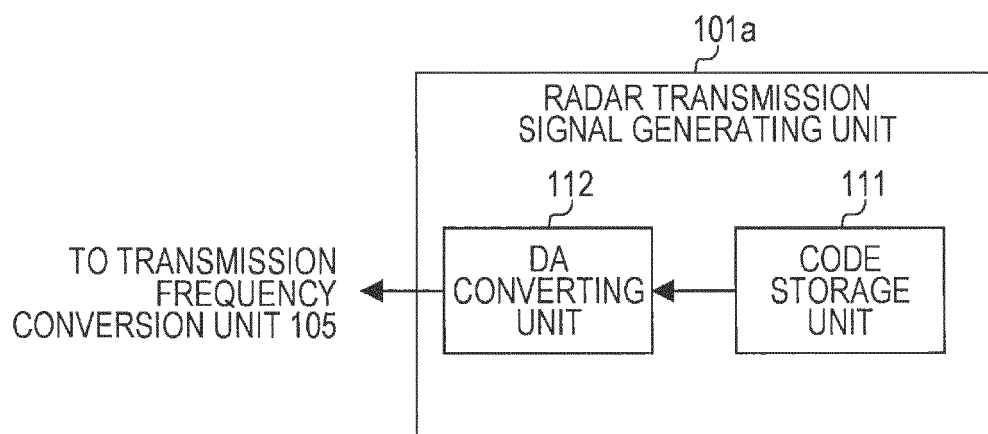 101a
RADAR TRANSMISSION
SIGNAL GENERATING UNIT
112
111
TO TRANSMISSION
FREQUENCY
CONVERSION UNIT 105
DA
CONVERTING
UNIT
CODE
STORAGE
UNIT